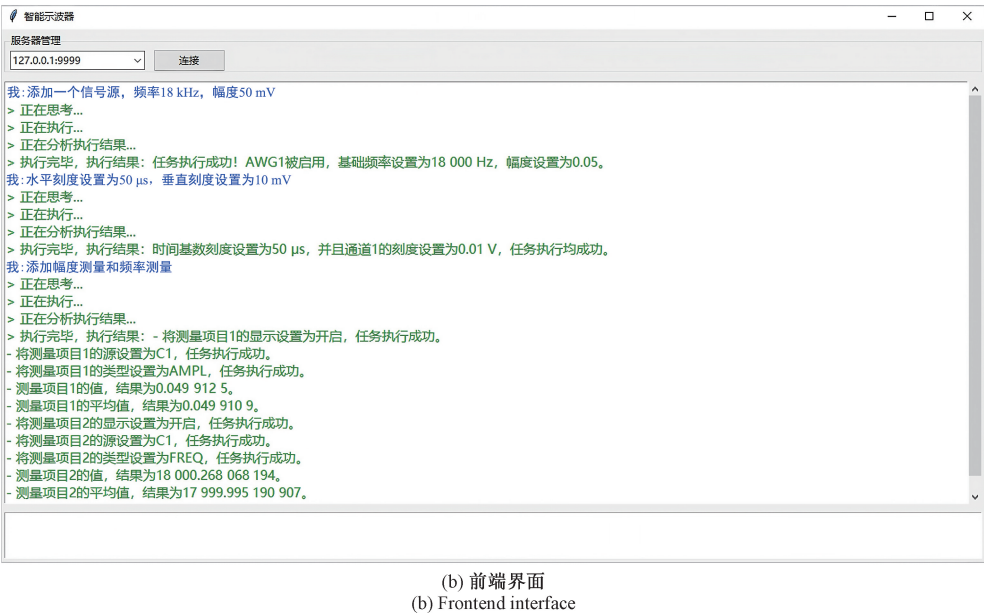 智能示波器
服务器管理
127.0.0.1:9999
连接
我:添加一个信号源，频率18 kHz，幅度50 mV
> 正在思考...
> 正在执行...
> 正在分析执行结果...
> 执行完毕，执行结果：任务执行成功！AWG1被启用，基础频率设置为18 000 Hz，幅度设置为0.05。
我:水平刻度设置为50 μs，垂直刻度设置为10 mV
> 正在思考...
> 正在执行...
> 正在分析执行结果...
> 执行完毕，执行结果：时间基数刻度设置为50 μs，并且通道1的刻度设置为0.01 V，任务执行均成功。
我:添加幅度测量和频率测量
> 正在思考...
> 正在执行...
> 正在分析执行结果...
> 执行完毕，执行结果：- 将测量项目1的显示设置为开启，任务执行成功。
- 将测量项目1的源设置为C1，任务执行成功。
- 将测量项目1的类型设置为AMPL，任务执行成功。
- 测量项目1的值，结果为0.049 912 5。
- 测量项目1的平均值，结果为0.049 910 9。
- 将测量项目2的显示设置为开启，任务执行成功。
- 将测量项目2的源设置为C1，任务执行成功。
- 将测量项目2的类型设置为FREQ，任务执行成功。
- 测量项目2的值，结果为18 000.268 068 194。
- 测量项目2的平均值，结果为17 999.995 190 907。
(b) 前端界面
(b) Frontend interface